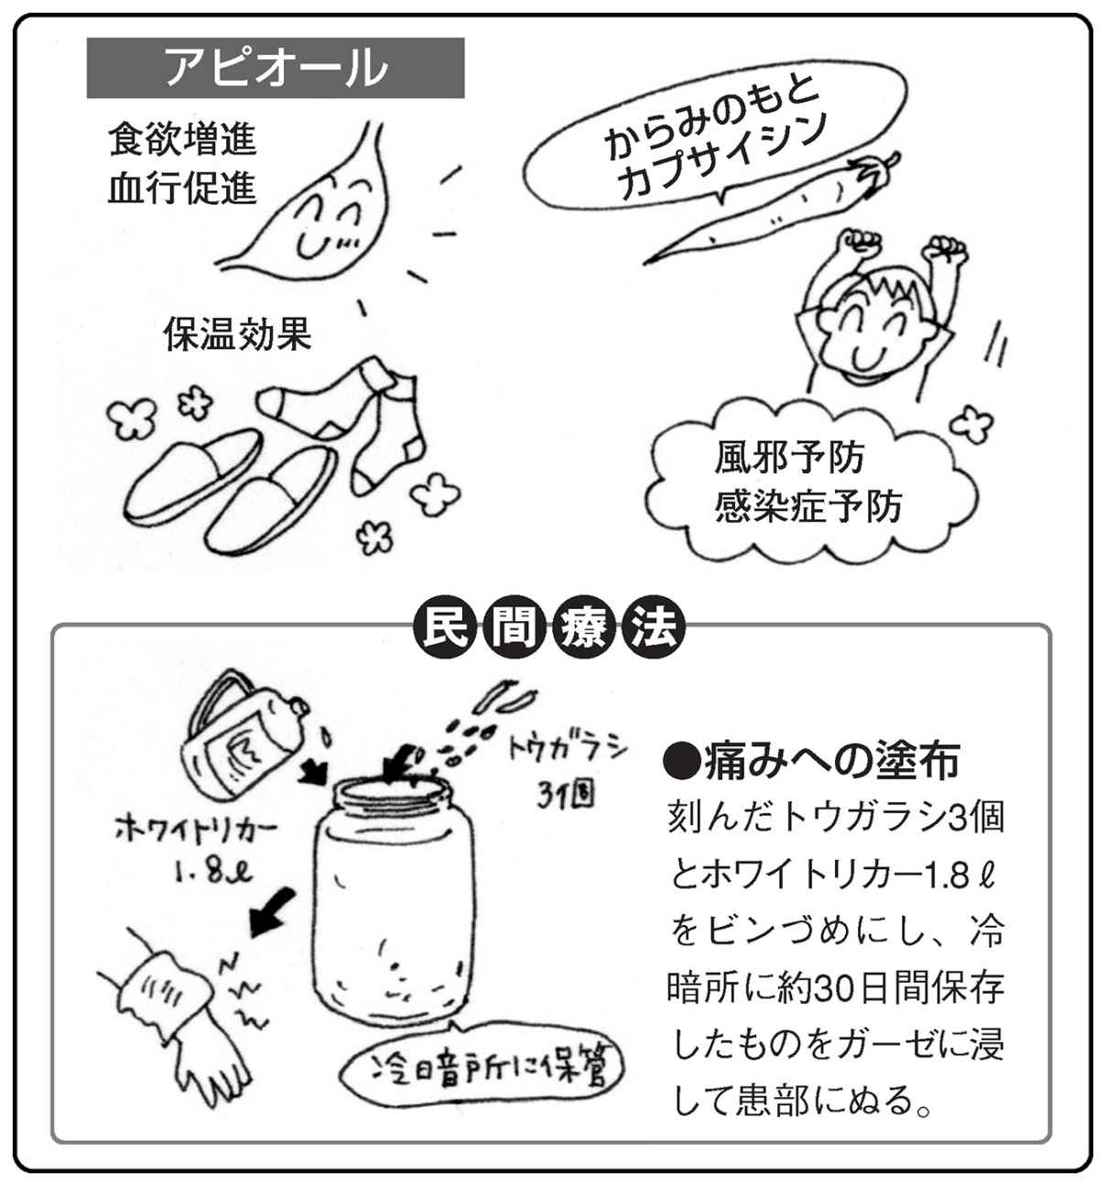 アピオール
食欲増進
血行促進
からみのもと
カプサイシン
保温効果
風邪予防
感染症予防
民間療法
トウガラシ
3個
ホワイトリカー
1.8ℓ
冷暗所に保管
●痛みへの塗布
刻んだトウガラシ3個
とホワイトリカー1.8ℓ
をビンづめにし、冷
暗所に約30日間保存
したものをガーゼに浸
して患部にぬる。